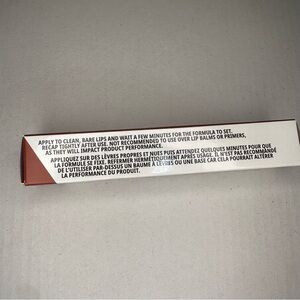 APPLY TO CLEAN, BARE LIPS AND WAIT A FEW MINUTES FOR THE FORMULA TO SET.
RECAP TIGHTLY AFTER USE. NOT RECOMMENDED TO USE OVER LIP BALMS OR PRIMERS,
AS THEY WILL IMPACT PRODUCT PERFORMANCE.
APPLIQUEZ SUR DES LÈVRES PROPRES ET NUES PUIS ATTENDEZ QUELQUES MINUTES POUR QUE
LA FORMULE SE FIXE. REFERMER HERMÉTIQUEMENT APRÈS USAGE. IL N'EST PAS RECOMMANDÉ
DE L'UTILISER PAR-DESSUS UN BAUME À LÈVRES OU UNE BASE CAR CELA POURRAIT ALTÉRER
LA PERFORMANCE DU PRODUIT.